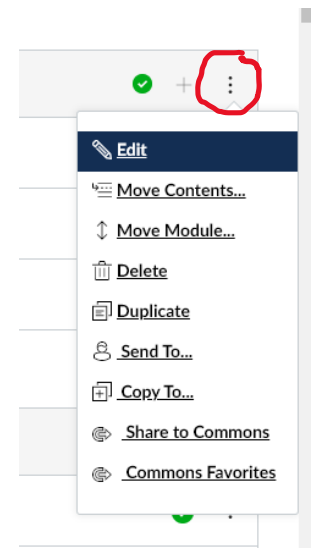 Edit
Move Contents...
Move Module...
Delete
Duplicate
Send To...
Copy To...
Share to Commons
Commons Favorites